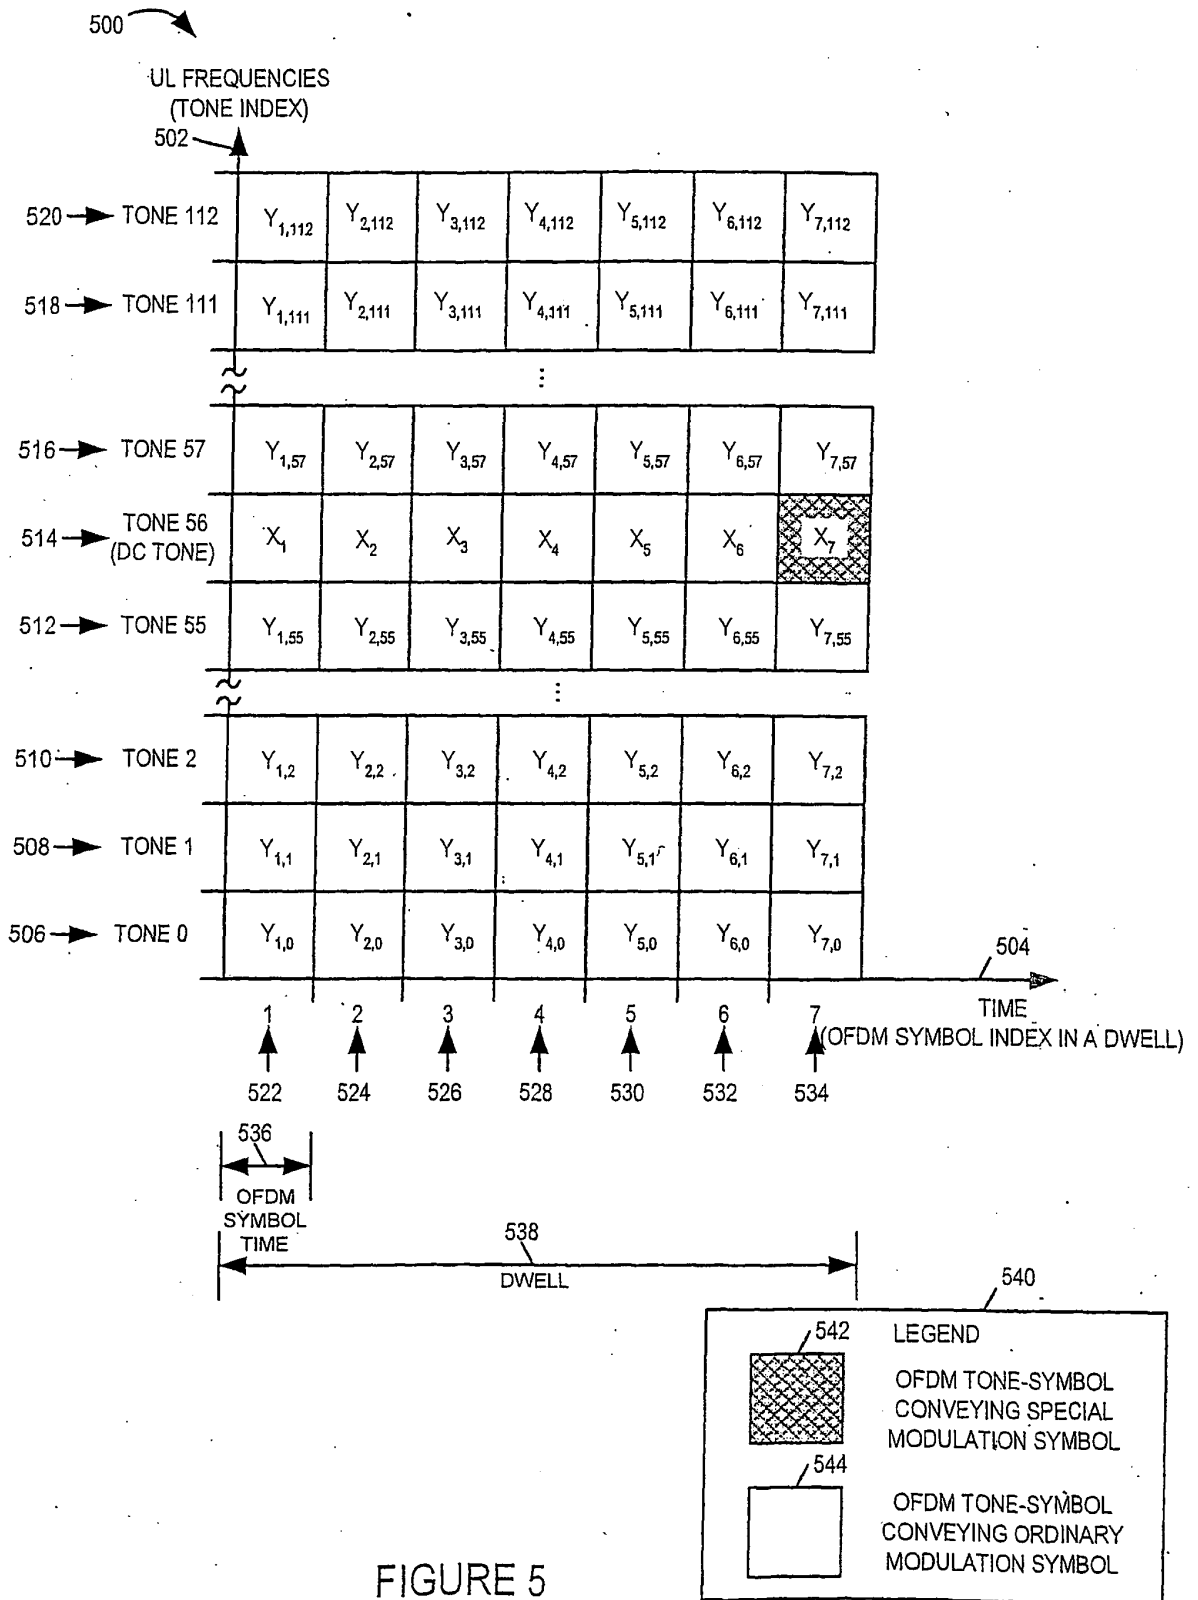 500
UL FREQUENCIES
(TONE INDEX)
502
520 TONE 112 Y1,112 Y2,112 Y3,112 Y4,112 Y5,112 Y6,112 Y7,112
518 TONE 111 Y1,111 Y2,111 Y3,111 Y4,111 Y5,111 Y6,111 Y7,111
...
516 TONE 57 Y1,57 Y2,57 Y3,57 Y4,57 Y5,57 Y6,57 Y7,57
514 TONE 56 (DC TONE) X1 X2 X3 X4 X5 X6 X7
512 TONE 55 Y1,55 Y2,55 Y3,55 Y4,55 Y5,55 Y6,55 Y7,55
...
510 TONE 2 Y1,2 Y2,2 Y3,2 Y4,2 Y5,2 Y6,2 Y7,2
508 TONE 1 Y1,1 Y2,1 Y3,1 Y4,1 Y5,1 Y6,1 Y7,1
506 TONE 0 Y1,0 Y2,0 Y3,0 Y4,0 Y5,0 Y6,0 Y7,0
504
1 2 3 4 5 6 7
TIME
(OFDM SYMBOL INDEX IN A DWELL)
522 524 526 528 530 532 534
536
OFDM
SYMBOL
TIME
538
DWELL
540
542 LEGEND
OFDM TONE-SYMBOL
CONVEYING SPECIAL
MODULATION SYMBOL
544
OFDM TONE-SYMBOL
CONVEYING ORDINARY
MODULATION SYMBOL
FIGURE 5